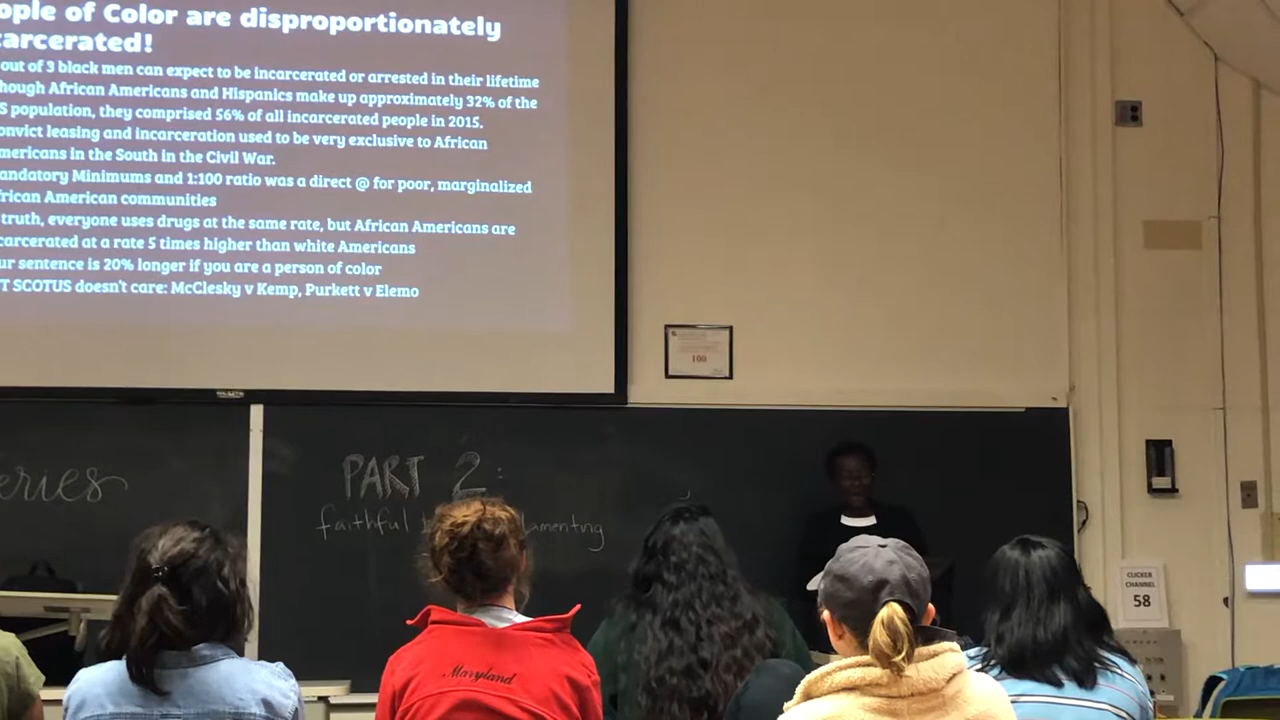 ople of Color are disproportionately
carcerated!
out of 3 black men can expect to be incarcerated or arrested in their lifetime
hough African Americans and Hispanics make up approximately 32% of the
S population, they comprised 56% of all incarcerated people in 2015.
onvict leasing and incarceration used to be very exclusive to African
mericans in the South in the Civil War.
andatory Minimums and 1:100 ratio was a direct @ for poor, marginalized
frican American communities
truth, everyone uses drugs at the same rate, but African Americans are
carcerated at a rate 5 times higher than white Americans
ur sentence is 20% longer if you are a person of color
T SCOTUS doesn't care: McClesky v Kemp, Purkett v Elemo
100
eries
PART 2:
faithful lamenting
CLICKER
CHANNEL
58
Maryland